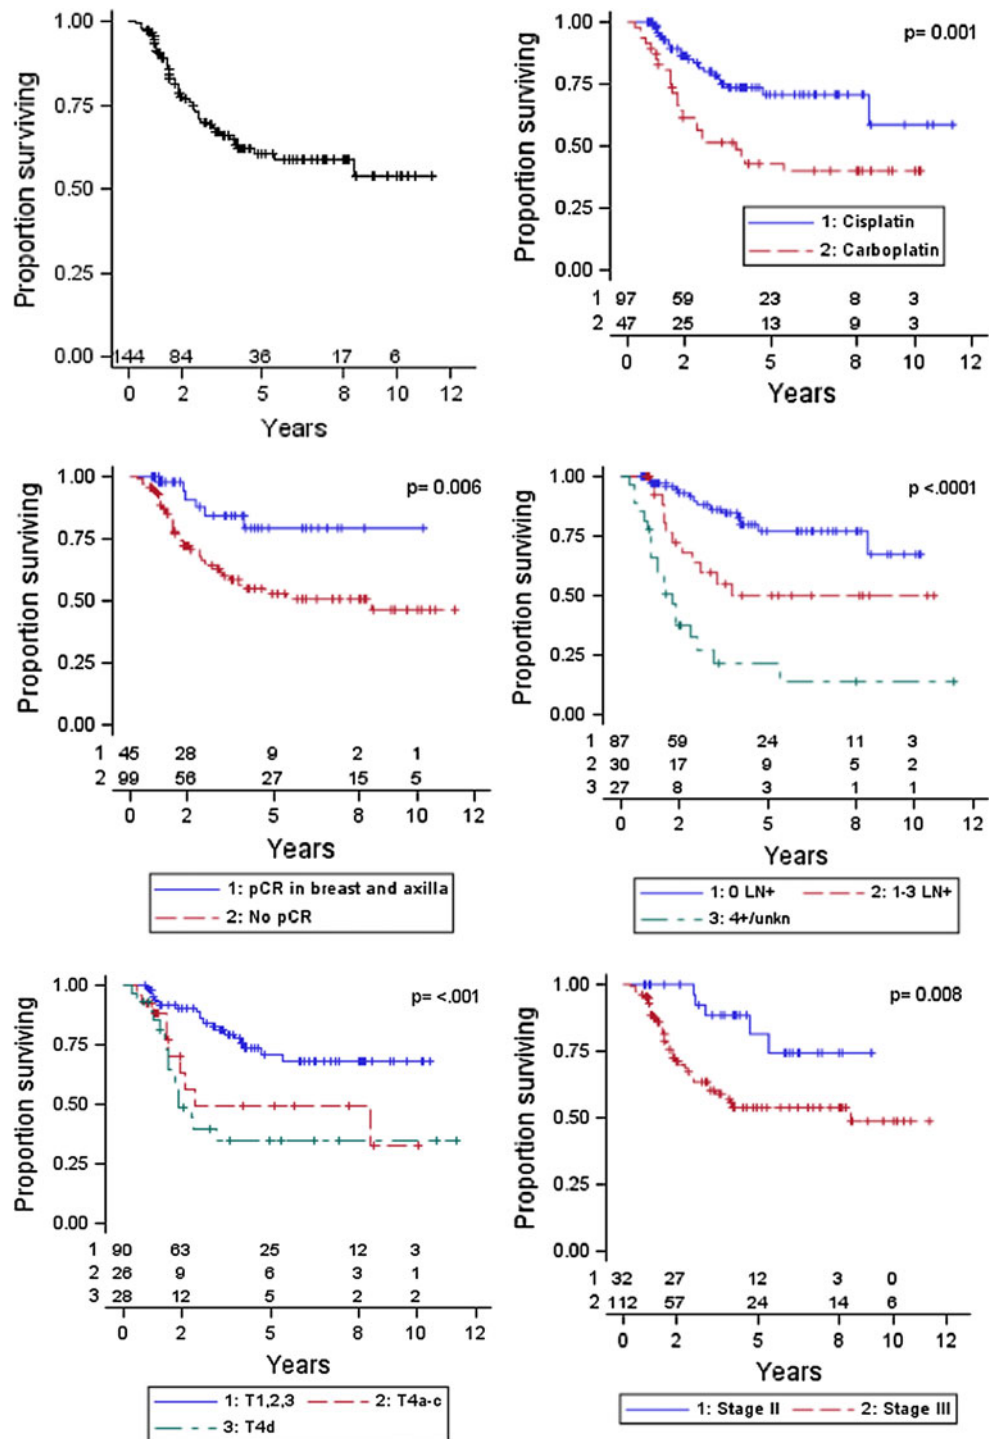 1.00
0.75
0.50
0.25
0.00
Proportion surviving
144 84 36 17 6
0 2 5 8 10 12
Years
1.00
0.75
0.50
0.25
0.00
Proportion surviving
p= 0.001
1: Cisplatin
2: Carboplatin
1 97 59 23 8 3
2 47 25 13 9 3
0 2 5 8 10 12
Years
1.00
0.75
0.50
0.25
0.00
Proportion surviving
p= 0.006
1 45 28 9 2 1
2 99 56 27 15 5
0 2 5 8 10 12
Years
1: pCR in breast and axilla
2: No pCR
1.00
0.75
0.50
0.25
0.00
Proportion surviving
p <.0001
1 87 59 24 11 3
2 30 17 9 5 2
3 27 8 3 1 1
0 2 5 8 10 12
Years
1: 0 LN+ 2: 1-3 LN+
3: 4+/unkn
1.00
0.75
0.50
0.25
0.00
Proportion surviving
p= <.001
1 90 63 25 12 3
2 26 9 6 3 1
3 28 12 5 2 2
0 2 5 8 10 12
Years
1: T1,2,3 2: T4a-c
3: T4d
1.00
0.75
0.50
0.25
0.00
Proportion surviving
p= 0.008
1 32 27 12 3 0
2 112 57 24 14 6
0 2 5 8 10 12
Years
1: Stage II 2: Stage III